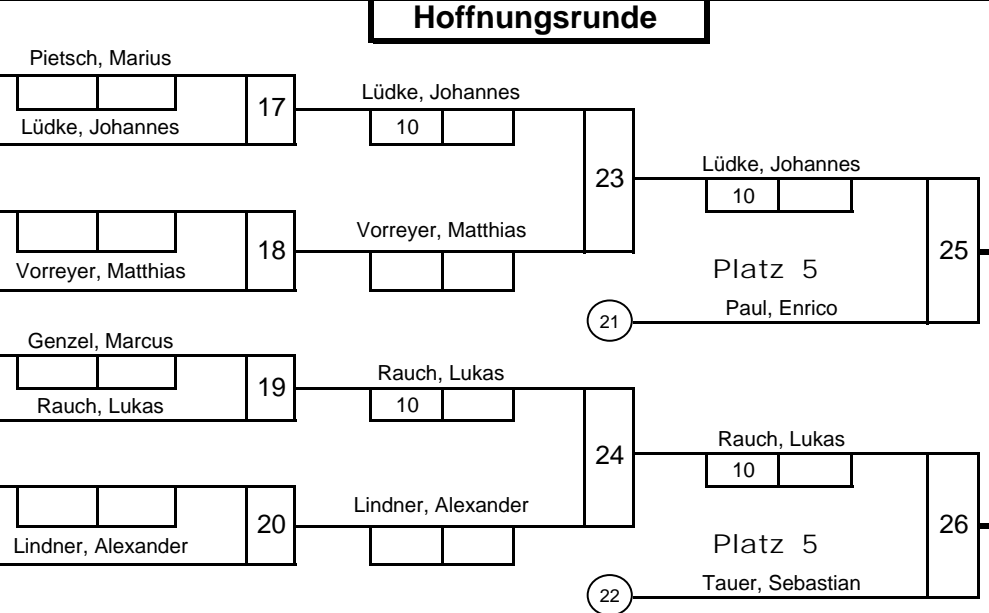 Hoffnungsrunde
Pietsch, Marius
17
Lüdke, Johannes
Lüdke, Johannes
10
23
Lüdke, Johannes
10
18
Vorreyer, Matthias
Vorreyer, Matthias
25
Platz 5
21
Paul, Enrico
Genzel, Marcus
19
Rauch, Lukas
Rauch, Lukas
10
24
Rauch, Lukas
10
20
Lindner, Alexander
Lindner, Alexander
26
Platz 5
22
Tauer, Sebastian